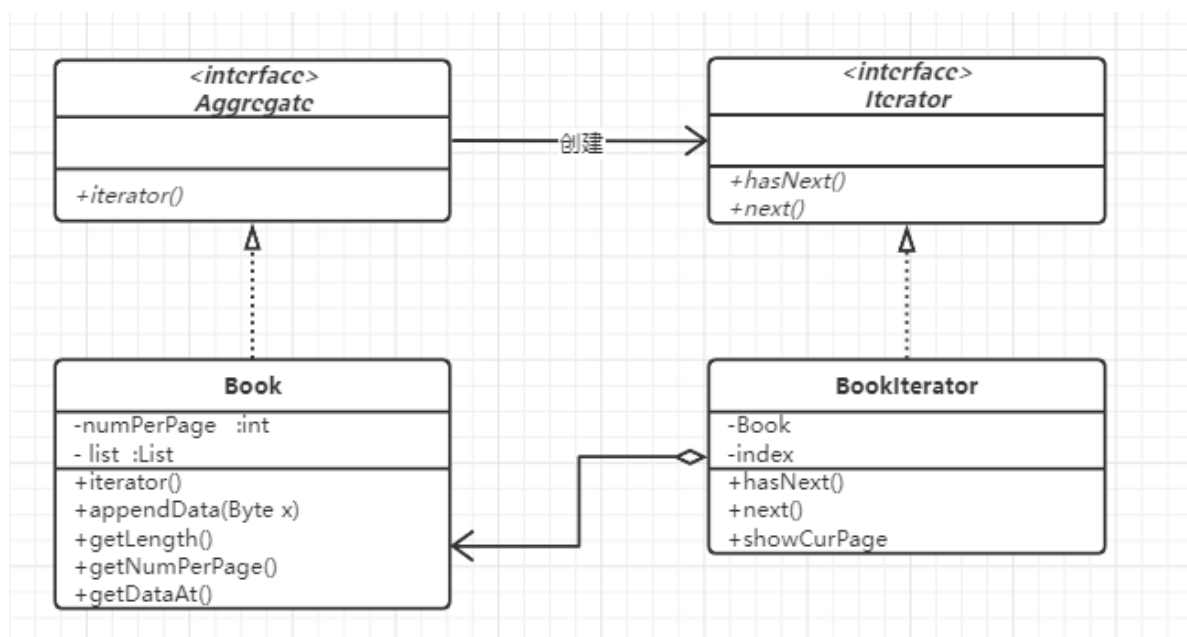 <interface>
Aggregate
+iterator()
创建
<interface>
Iterator
+hasNext()
+next()
Book
-numPerPage :int
- list :List
+iterator()
+appendData(Byte x)
+getLength()
+getNumPerPage()
+getDataAt()
BookIterator
-Book
-index
+hasNext()
+next()
+showCurPage